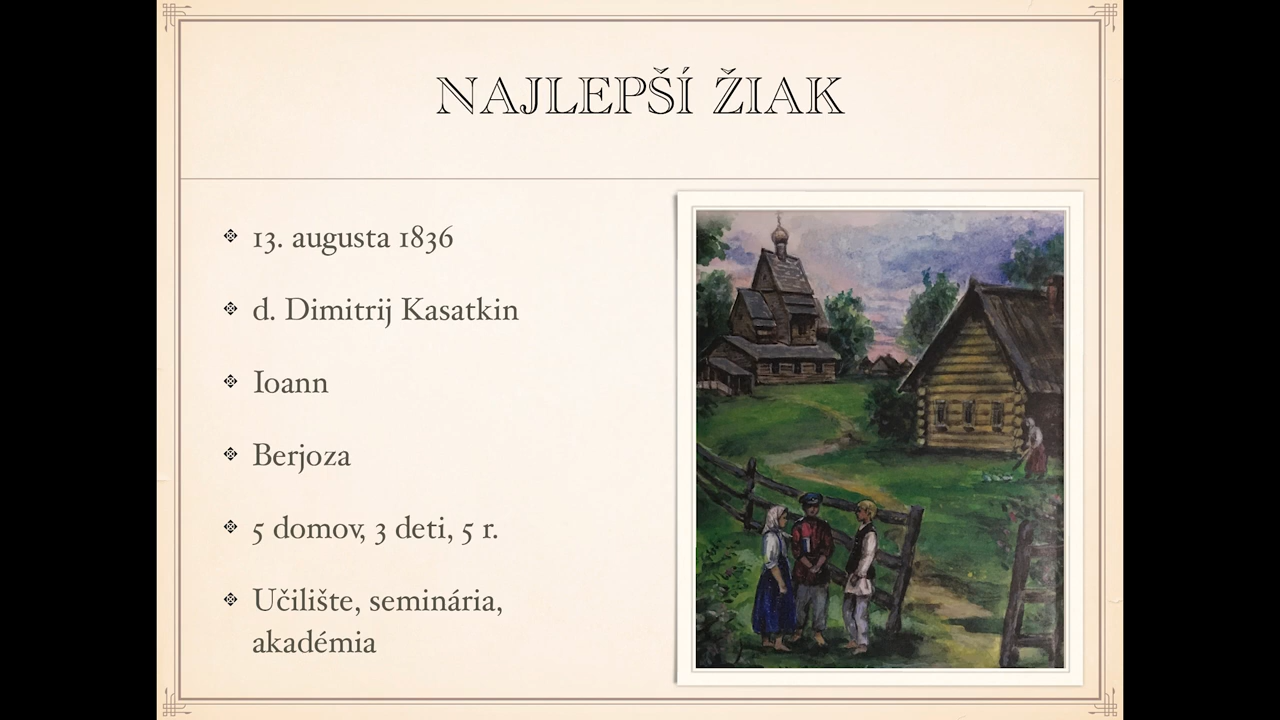 NAJLEPŠÍ ŽIAK
13. augusta 1836
d. Dimitrij Kasatkin
Ioann
Berjoza
5 domov, 3 deti, 5 r.
Učilište, seminária,
akadémia